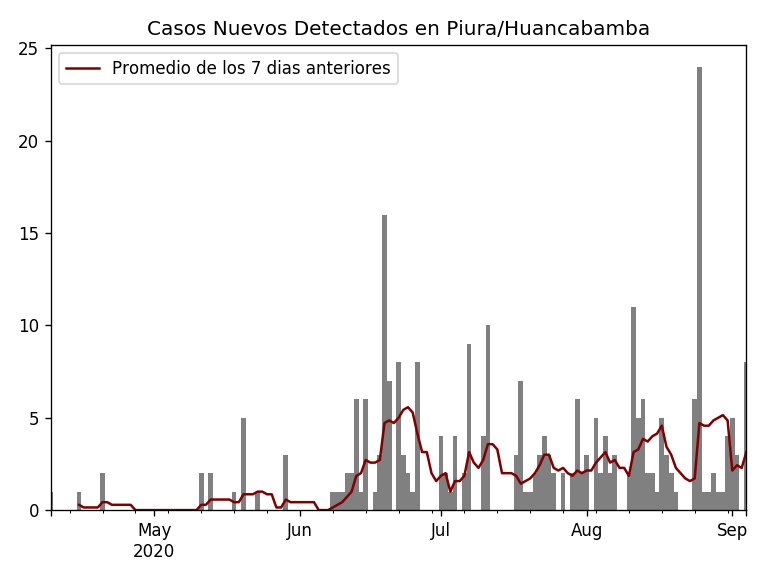 Casos Nuevos Detectados en Piura/Huancabamba
Promedio de los 7 dias anteriores
25
20
15
10
5
0
May
2020
Jun
Jul
Aug
Sep